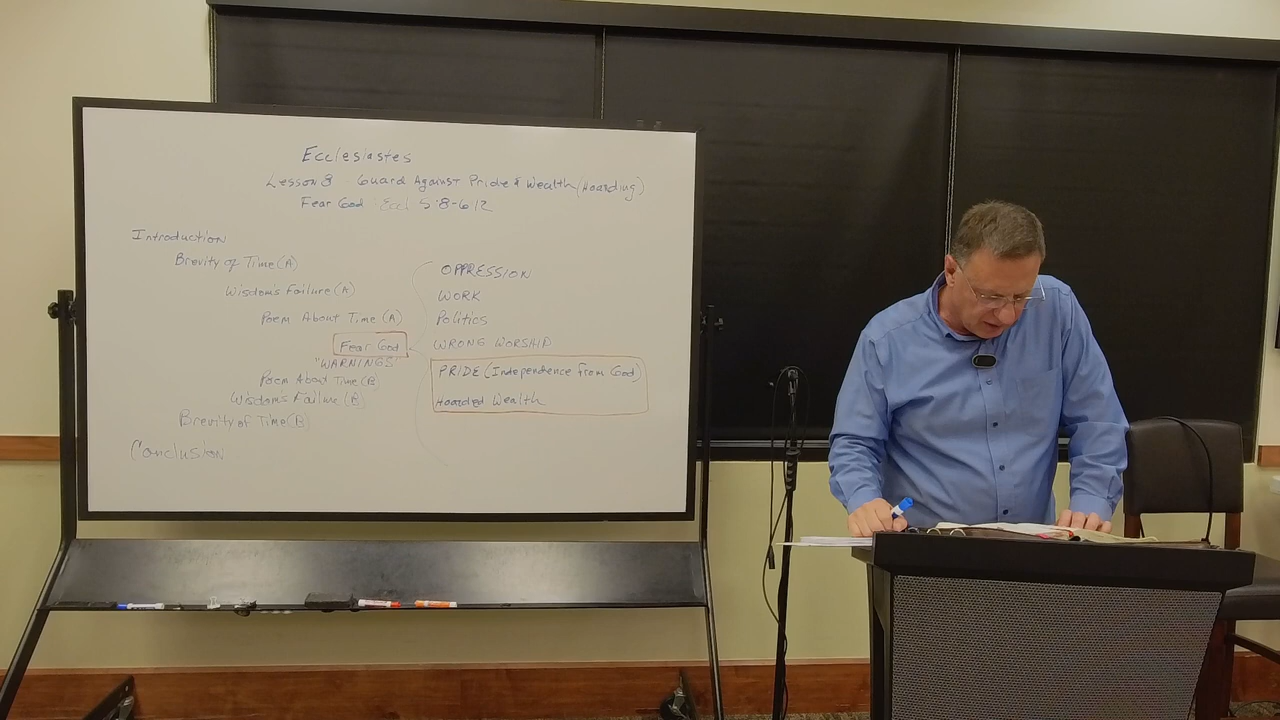 Ecclesiastes
Lesson 8 Guard Against Pride & Wealth (Hoarding)
Fear God Eccl 5:8-6:12
Introduction
Brevity of Time (A)
Wisdom's Failure (A)
Poem About Time (A)
Fear God
"WARNINGS"
Poem About Time (B)
Wisdom's Failure (B)
Brevity of Time (B)
Conclusion
OPPRESSION
WORK
Politics
WRONG WORSHIP
PRIDE (Independence from God)
Hoarded Wealth